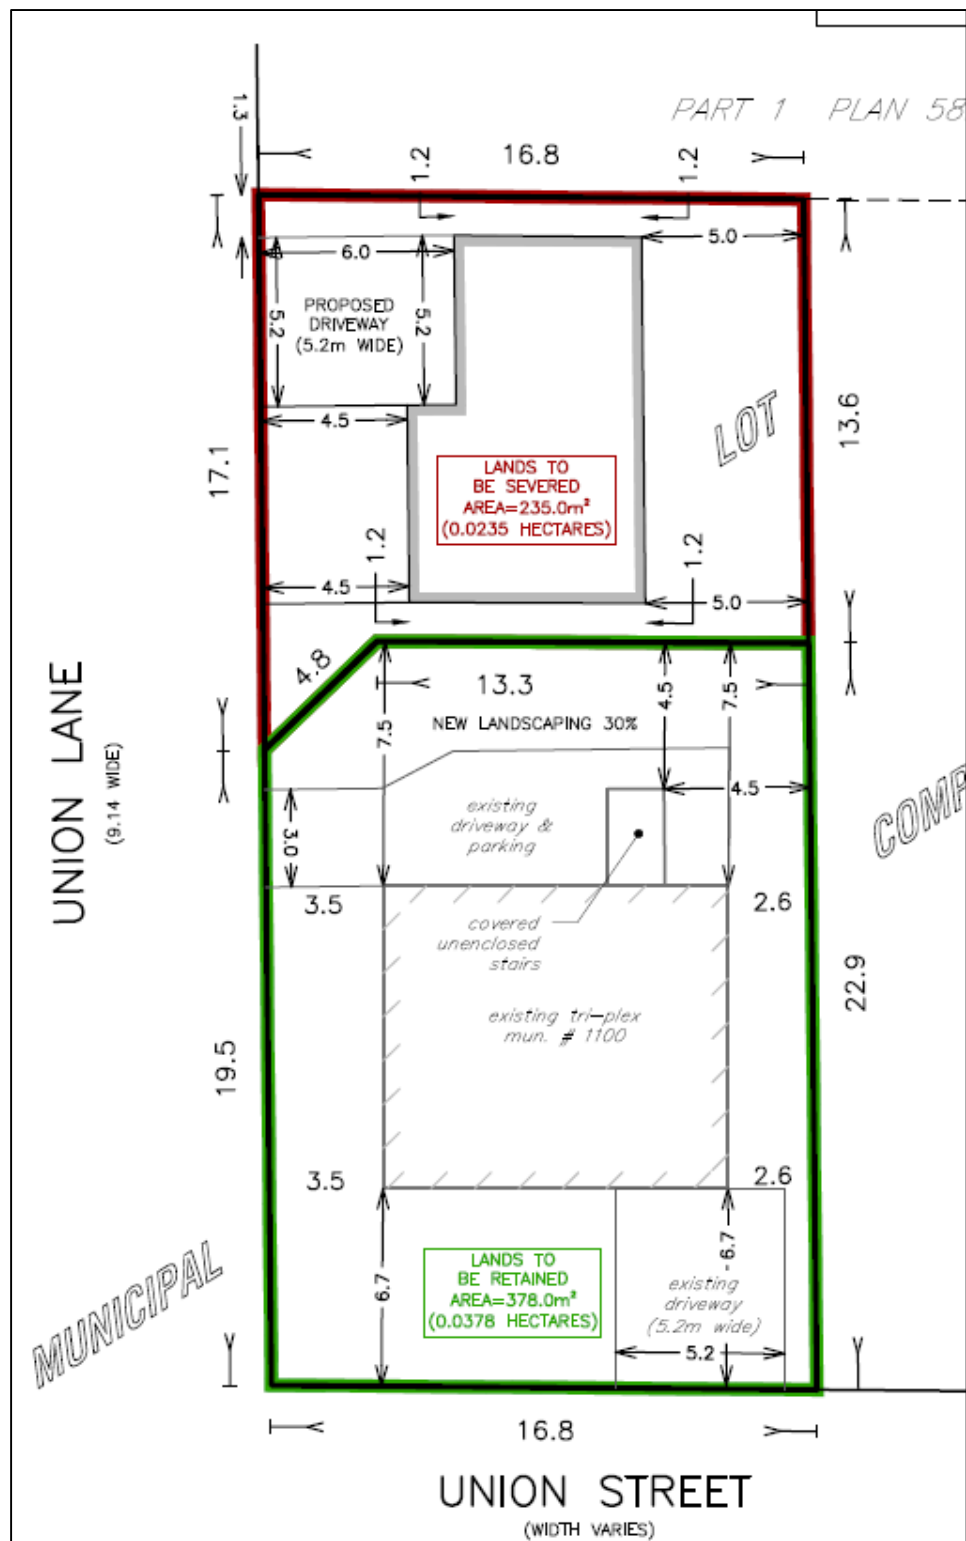 PART 1 PLAN 58
1.3
16.8
1.2
1.2
6.0
5.0
5.2
PROPOSED
DRIVEWAY
(5.2m WIDE)
5.2
4.5
17.1
LOT
13.6
LANDS TO
BE SEVERED
AREA=235.0m²
(0.0235 HECTARES)
1.2
1.2
4.5
5.0
4.8
13.3
7.5
4.5
7.5
NEW LANDSCAPING 30%
UNION LANE
(9.14 WIDE)
4.5
3.0
existing
driveway &
parking
COMP
3.5
2.6
covered
unenclosed
stairs
22.9
existing tri-plex
mun. # 1100
19.5
3.5
2.6
6.7
6.7
LANDS TO
BE RETAINED
AREA=378.0m²
(0.0378 HECTARES)
existing
driveway
(5.2m wide)
5.2
MUNICIPAL
16.8
UNION STREET
(WIDTH VARIES)